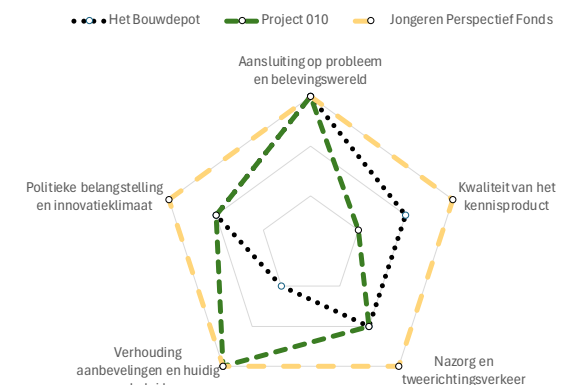 Het Bouwdepot
Project 010
Jongeren Perspectief Fonds
Aansluiting op probleem
en belevingswereld
Politieke belangstelling
en innovatieklimaat
Kwaliteit van het
kennisproduct
Verhouding
aanbevelingen en huidig
Nazorg en
tweerichtingsverkeer